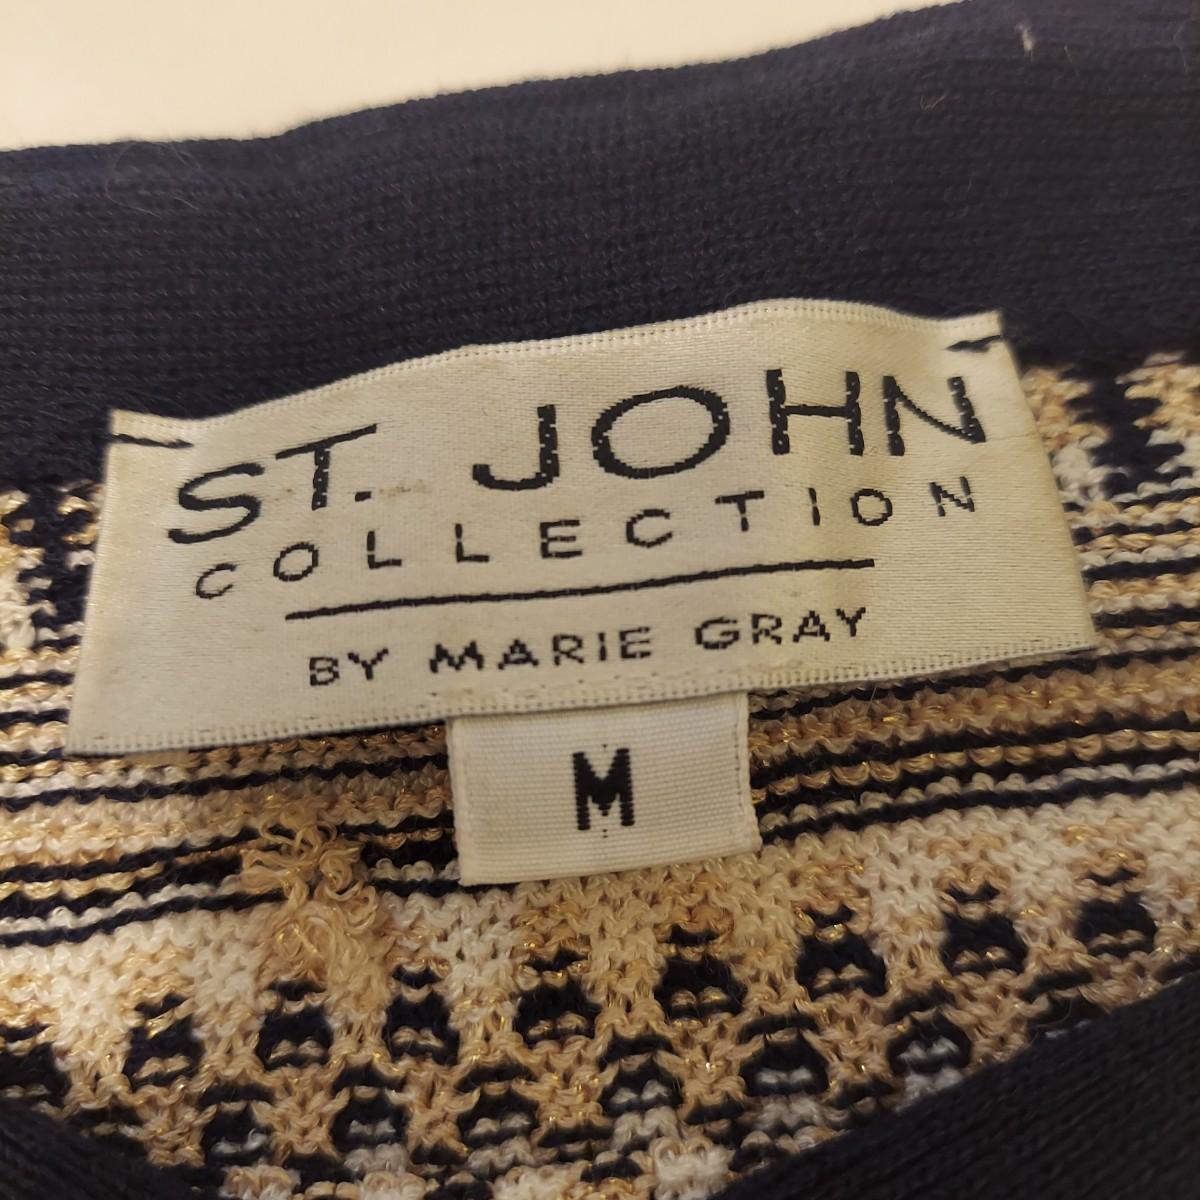 ST. JOHN
COLLECTION
BY MARIE GRAY
M